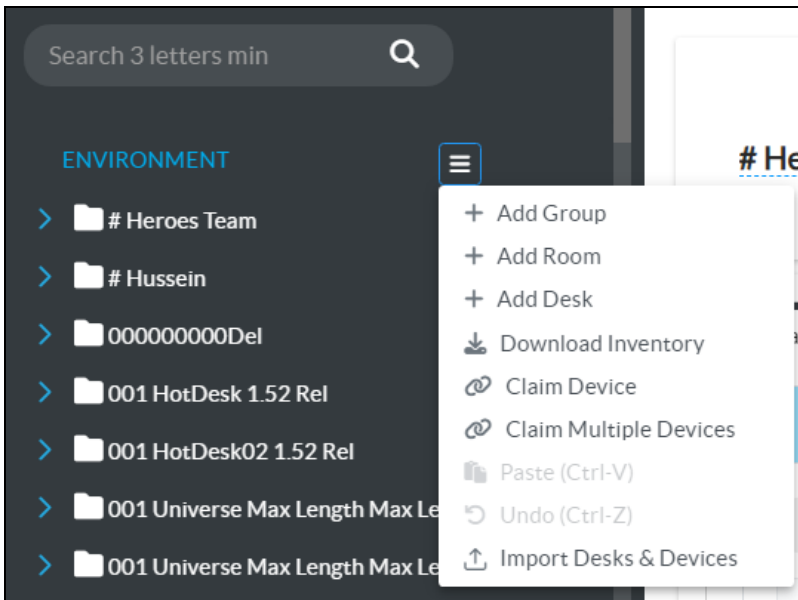 Search 3 letters min
ENVIRONMENT
# He
# Heroes Team
# Hussein
000000000Del
001 HotDesk 1.52 Rel
001 HotDesk02 1.52 Rel
001 Universe Max Length Max Le
001 Universe Max Length Max Le
+ Add Group
+ Add Room
+ Add Desk
Download Inventory
Claim Device
Claim Multiple Devices
Paste (Ctrl-V)
Undo (Ctrl-Z)
Import Desks & Devices